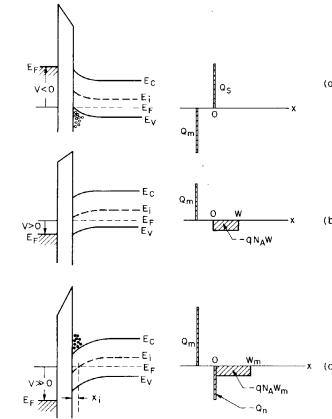 E_F
V<0
E_C
E_i
E_F
E_V
Q_S
Q_m
O
X
(a
V>0
E_F
E_C
E_i
E_F
E_V
Q_m
O
W
X
-qN_AW
(b
V≫0
E_F
E_C
E_i
E_F
E_V
x_i
Q_m
O
W_m
X
-qN_AW_m
-Q_n